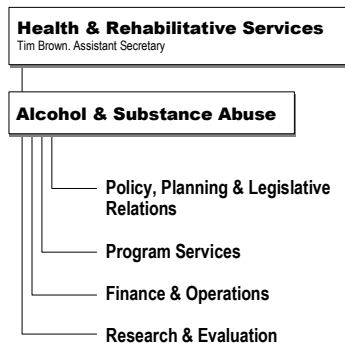 Health & Rehabilitative Services
Tim Brown. Assistant Secretary
Alcohol & Substance Abuse
Policy, Planning & Legislative
Relations
Program Services
Finance & Operations
Research & Evaluation